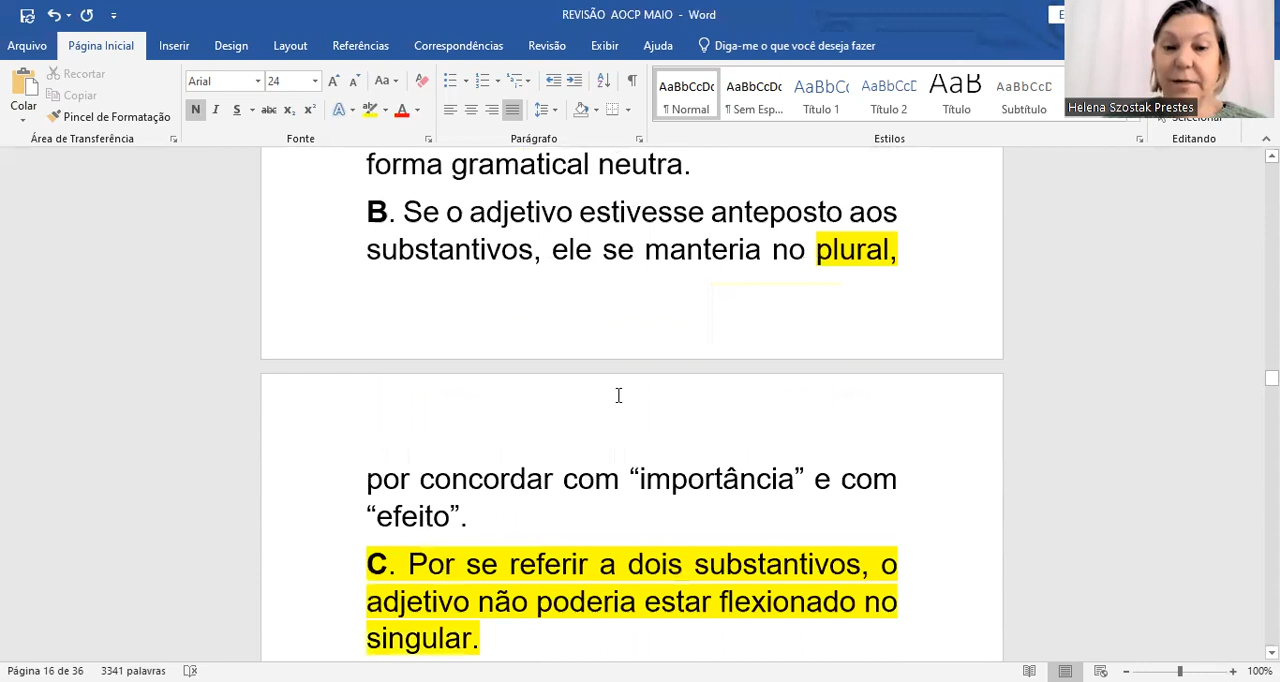 REVISÃO AOCP MAIO - Word
Arquivo Página Inicial Inserir Design Layout Referências Correspondências Revisão Exibir Ajuda Diga-me o que você deseja fazer
Colar
Recortar
Copiar
Pincel de Formatação
Área de Transferência
Arial 24
N I S abc x₂ x²
Fonte
Parágrafo
AaBbCcDc AaBbCcDc AaBbCc AaBbCcD AaB AaBbCcD
¶ Normal ¶ Sem Esp... Título 1 Título 2 Título Subtítulo
Estilos
Editando
Helena Szostak Prestes
forma gramatical neutra.
B. Se o adjetivo estivesse anteposto aos
substantivos, ele se manteria no plural,
por concordar com “importância” e com
“efeito”.
C. Por se referir a dois substantivos, o
adjetivo não poderia estar flexionado no
singular.
Página 16 de 36 3341 palavras 100%